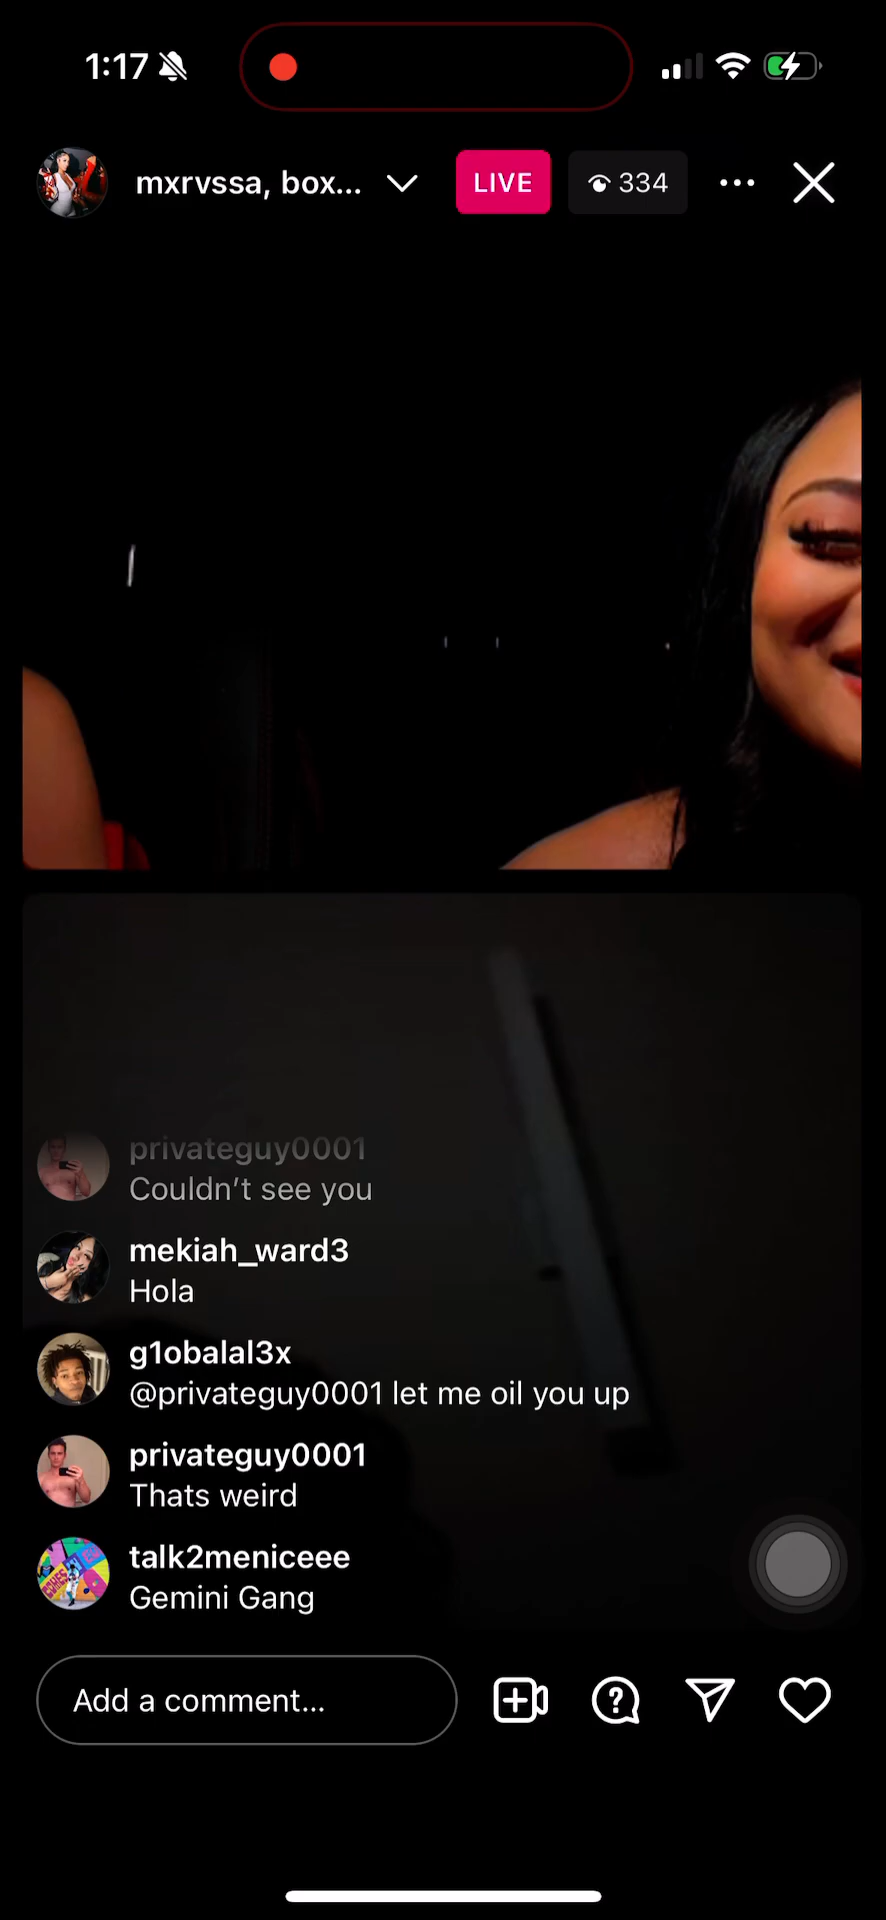 1:17
mxrvssa, box...
LIVE
334
privateguy0001
Couldn’t see you
mekiah_ward3
Hola
g1obalal3x
@privateguy0001 let me oil you up
privateguy0001
Thats weird
talk2meniceee
Gemini Gang
Add a comment...